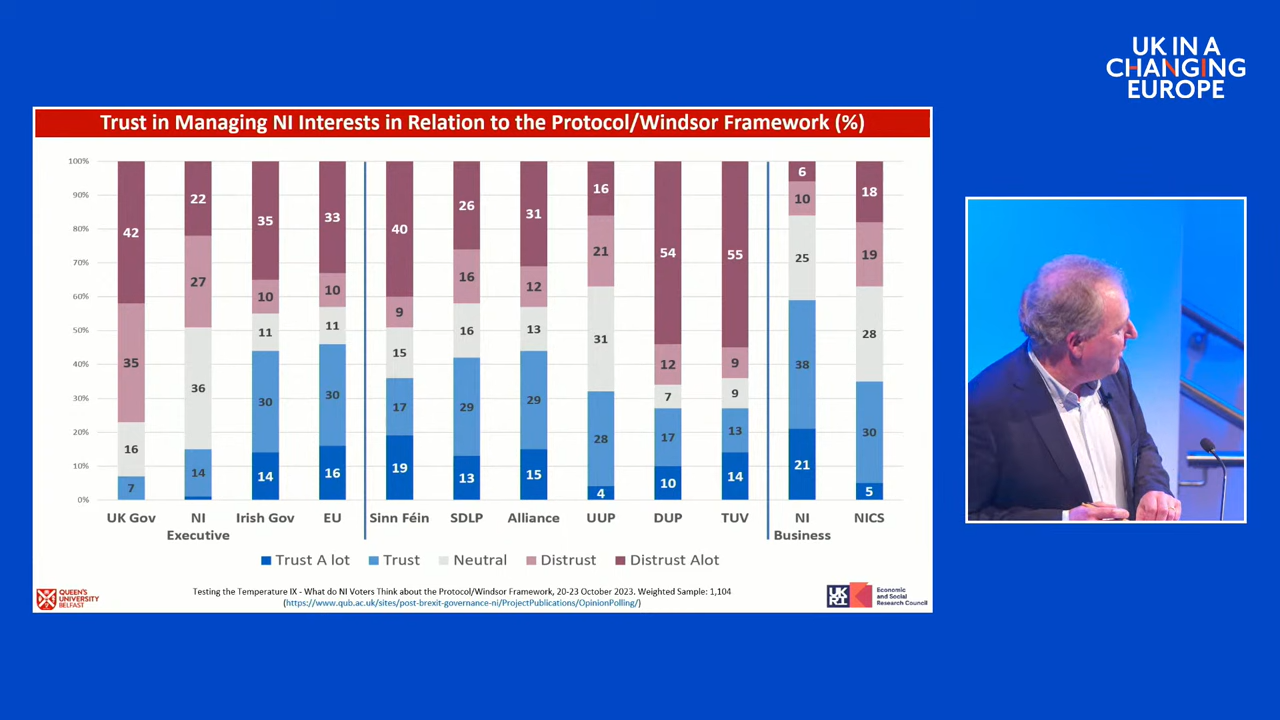 UK IN A
CHANGING
EUROPE
Trust in Managing NI Interests in Relation to the Protocol/Windsor Framework (%)
100%
90%
80%
70%
60%
50%
40%
30%
20%
10%
0%
42
35
16
7
22
27
36
14
35
10
11
30
14
33
10
11
30
16
40
9
15
17
19
26
16
16
29
13
31
12
13
29
15
16
21
31
28
4
54
12
7
17
10
55
9
9
13
14
6
10
25
38
21
18
19
28
30
5
UK Gov
NI
Executive
Irish Gov
EU
Sinn Féin
SDLP
Alliance
UUP
DUP
TUV
NI
Business
NICS
Trust A lot
Trust
Neutral
Distrust
Distrust Alot
QUEEN'S
UNIVERSITY
BELFAST
Testing the Temperature IX - What do NI Voters Think about the Protocol/Windsor Framework, 20-23 October 2023. Weighted Sample: 1,104
(https://www.qub.ac.uk/sites/post-brexit-governance-ni/ProjectPublications/OpinionPolling/)
UK
RI
Economic
and Social
Research Council